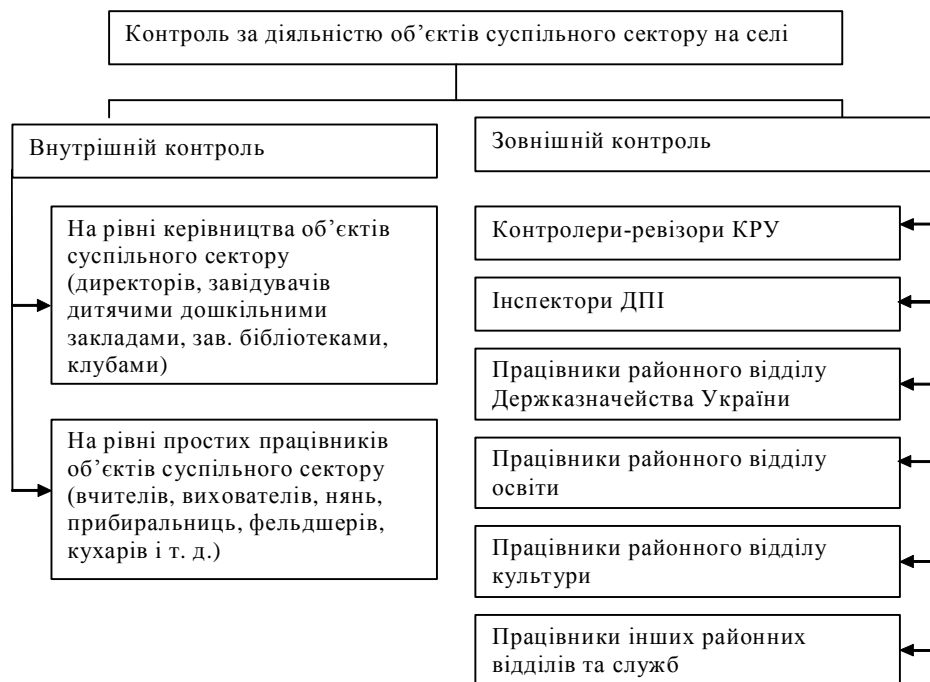 Контроль за діяльністю об’єктів суспільного сектору на селі
Внутрішній контроль
На рівні керівництва об’єктів
суспільного сектору
(директорів, завідувачів
дитячими дошкільними
закладами, зав. бібліотеками,
клубами)
На рівні простих працівників
об’єктів суспільного сектору
(вчителів, вихователів, нянь,
прибиральниць, фельдшерів,
кухарів і т. д.)
Зовнішній контроль
Контролери-ревізори КРУ
Інспектори ДПІ
Працівники районного відділу
Держказначейства України
Працівники районного відділу
освіти
Працівники районного відділу
культури
Працівники інших районних
відділів та служб